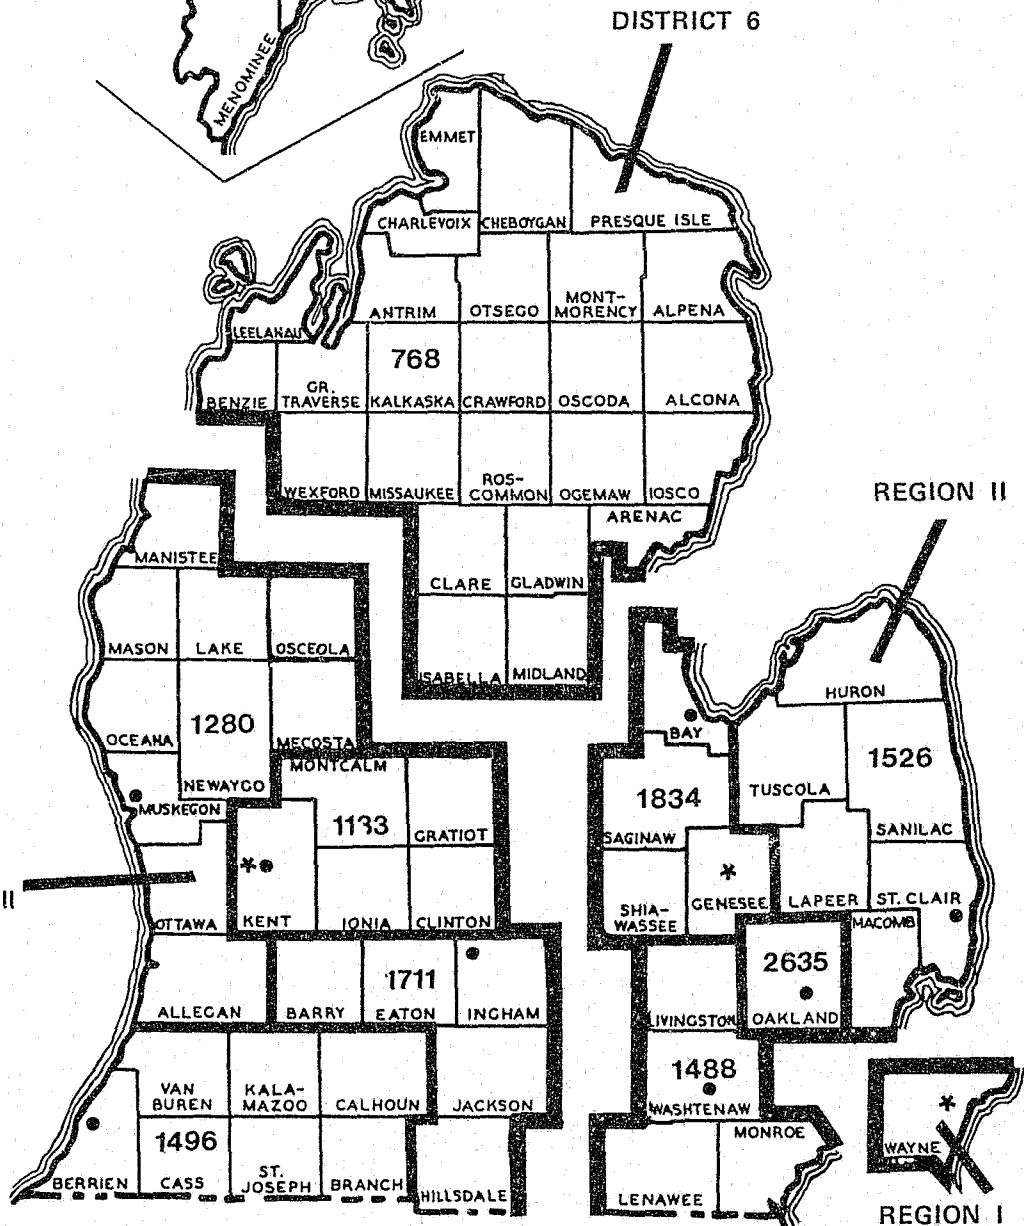 DISTRICT 6
MENOMINEE
EMMET
CHARLEVOIX
CHEBOYGAN
PRESQUE ISLE
LEELANAU
ANTRIM
OTSEGO
MONT-
MORENCY
ALPENA
768
BENZIE
GR.
TRAVERSE
KALKASKA
CRAWFORD
OSCODA
ALCONA
WEXFORD
MISSAUKEE
ROS-
COMMON
OGEMAW
IOSCO
ARENAC
REGION II
MANISTEE
CLARE
GLADWIN
MASON
LAKE
OSCEOLA
ISABELLA
MIDLAND
HURON
1280
OCEANA
MECOSTA
BAY
1526
NEWAYGO
MONTCALM
TUSCOLA
MUSKEGON
1834
1133
GRATIOT
SAGINAW
SANILAC
II
OTTAWA
* KENT
IONIA
CLINTON
*
SHIA-
WASSEE
GENESEE
LAPEER
ST. CLAIR
MACOMB
1711
2635
ALLEGAN
BARRY
EATON
INGHAM
LIVINGSTON
OAKLAND
1488
VAN
BUREN
KALA-
MAZOO
CALHOUN
JACKSON
WASHTENAW
*
1496
MONROE
WAYNE
BERRIEN
CASS
ST.
JOSEPH
BRANCH
HILLSDALE
LENAWEE
REGION I